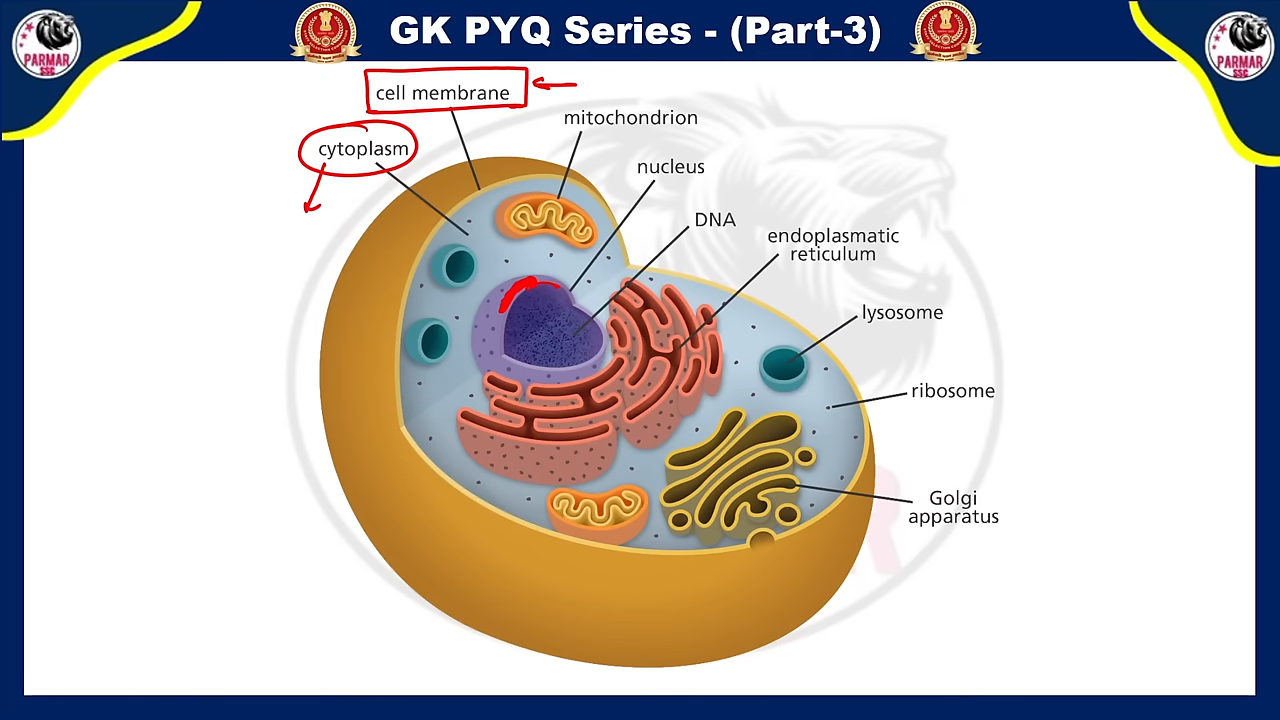 GK PYQ Series - (Part-3)
PARMAR
SSC
PARMAR
SSC
cell membrane
mitochondrion
cytoplasm
nucleus
DNA
endoplasmatic
reticulum
lysosome
ribosome
Golgi
apparatus